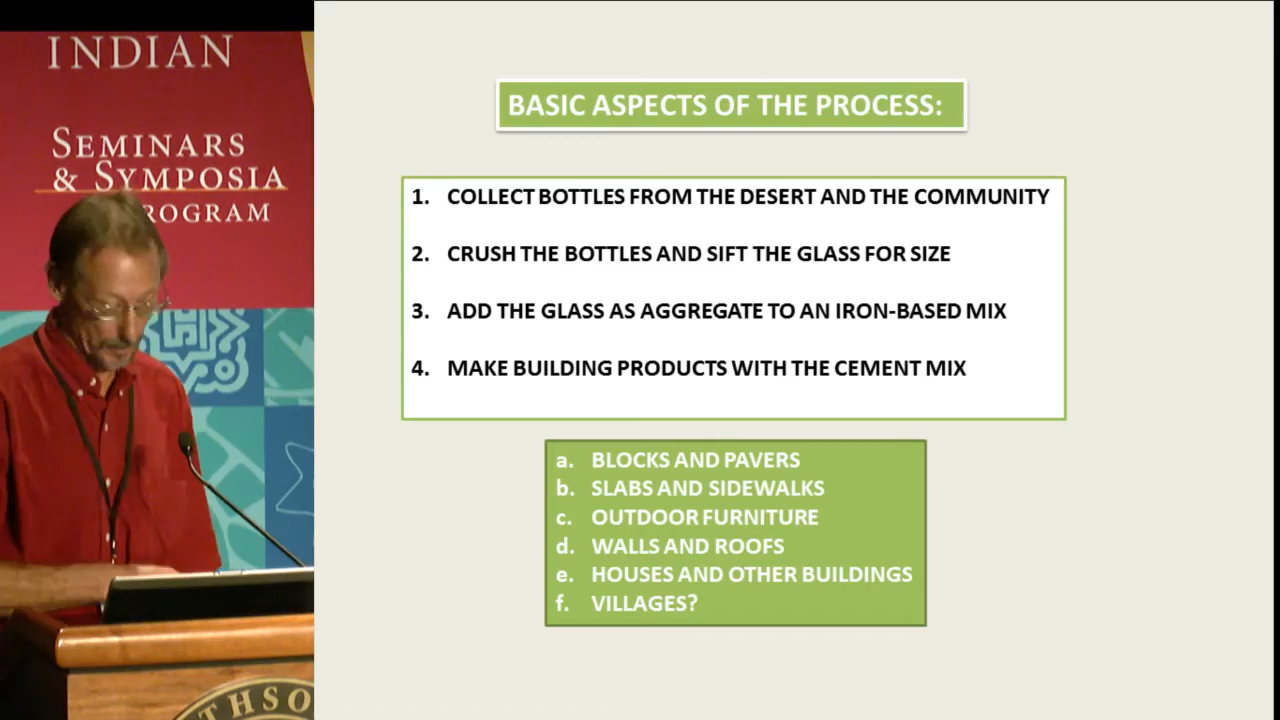 INDIAN
SEMINARS
& SYMPOSIA
ROGRAM
THSO
BASIC ASPECTS OF THE PROCESS:
1. COLLECT BOTTLES FROM THE DESERT AND THE COMMUNITY
2. CRUSH THE BOTTLES AND SIFT THE GLASS FOR SIZE
3. ADD THE GLASS AS AGGREGATE TO AN IRON-BASED MIX
4. MAKE BUILDING PRODUCTS WITH THE CEMENT MIX
a. BLOCKS AND PAVERS
b. SLABS AND SIDEWALKS
c. OUTDOOR FURNITURE
d. WALLS AND ROOFS
e. HOUSES AND OTHER BUILDINGS
f. VILLAGES?